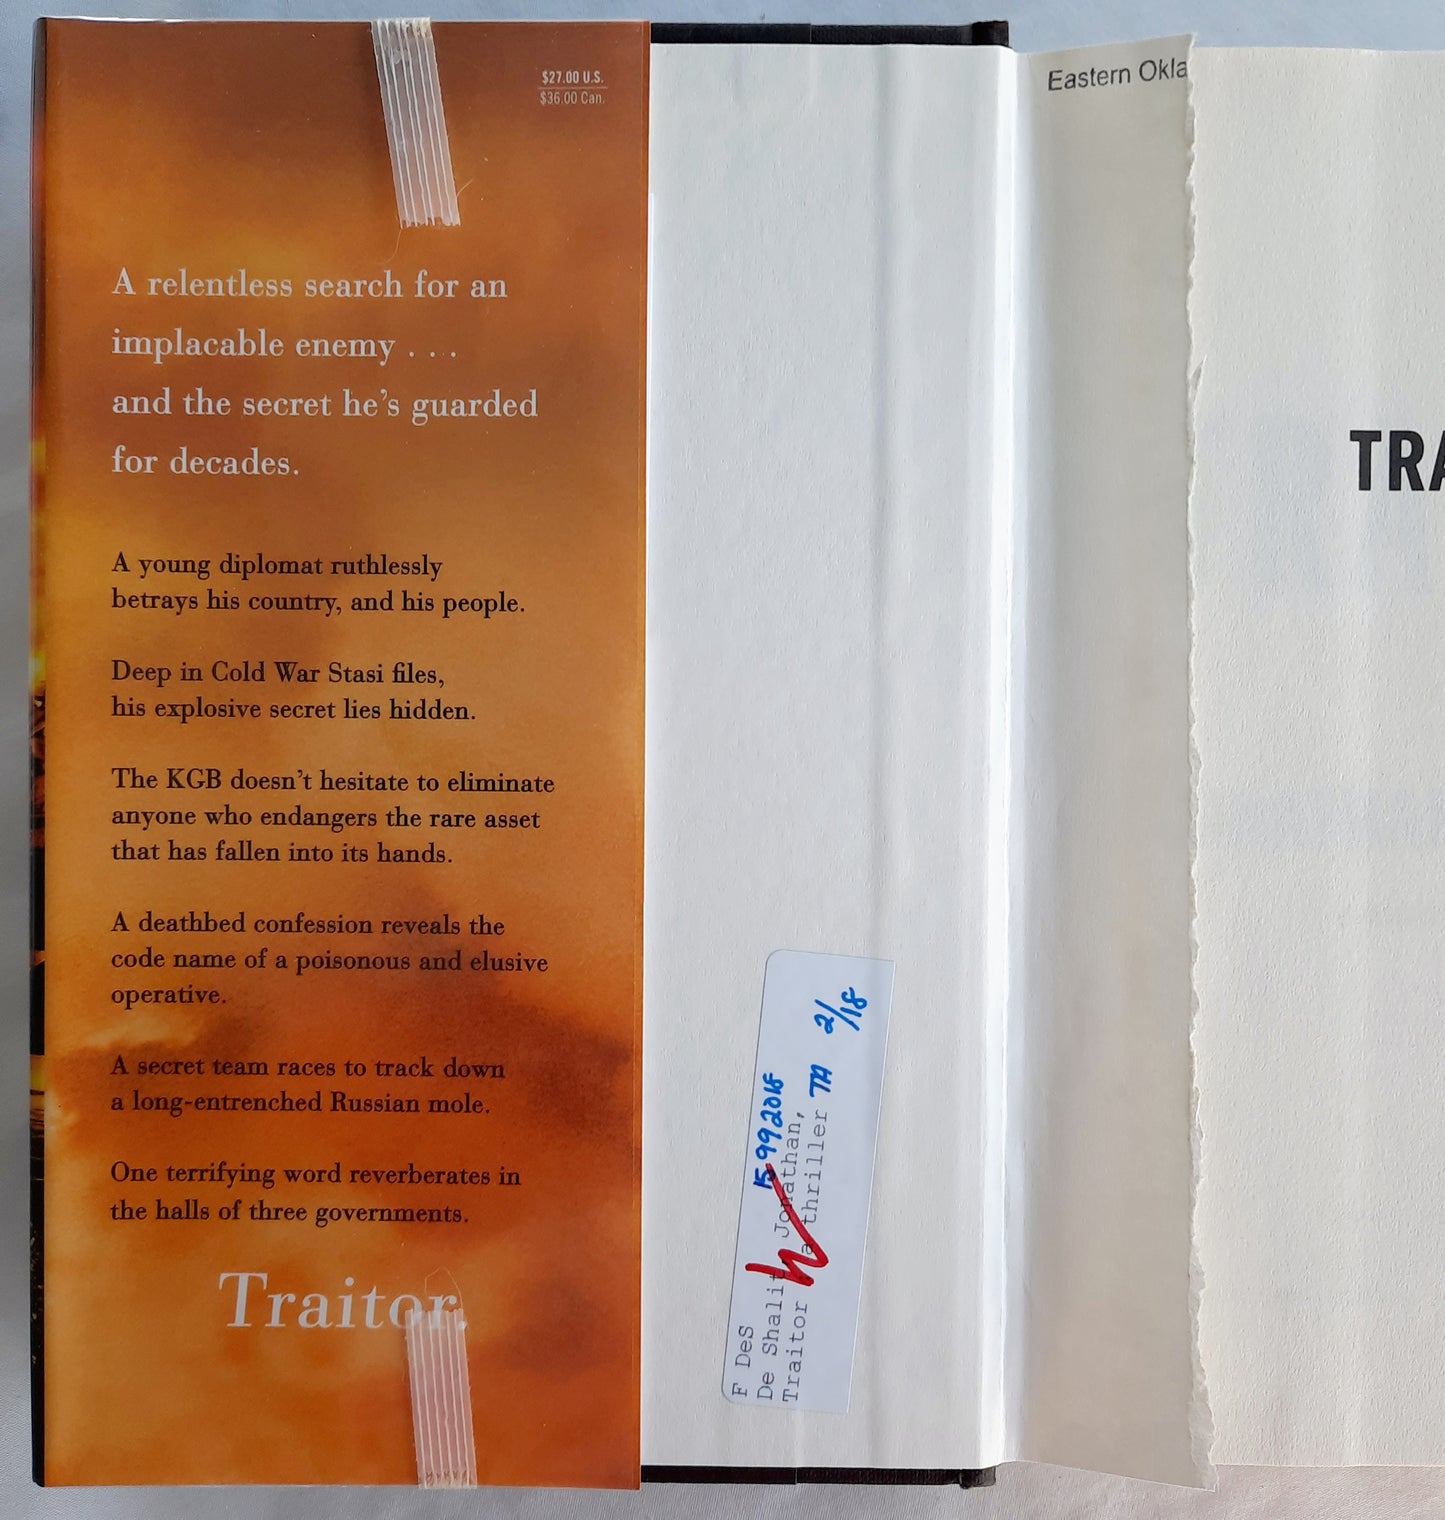 $27.00 U.S.
$36.00 Can.
A relentless search for an
implacable enemy . . .
and the secret he’s guarded
for decades.
A young diplomat ruthlessly
betrays his country, and his people.
Deep in Cold War Stasi files,
his explosive secret lies hidden.
The KGB doesn’t hesitate to eliminate
anyone who endangers the rare asset
that has fallen into its hands.
A deathbed confession reveals the
code name of a poisonous and elusive
operative.
A secret team races to track down
a long-entrenched Russian mole.
One terrifying word reverberates in
the halls of three governments.
Traitor.
Eastern Okla
TRA
F DeS 15.99 2018
De Shalit, Jonathan,
Traitor a thriller TA 2/18